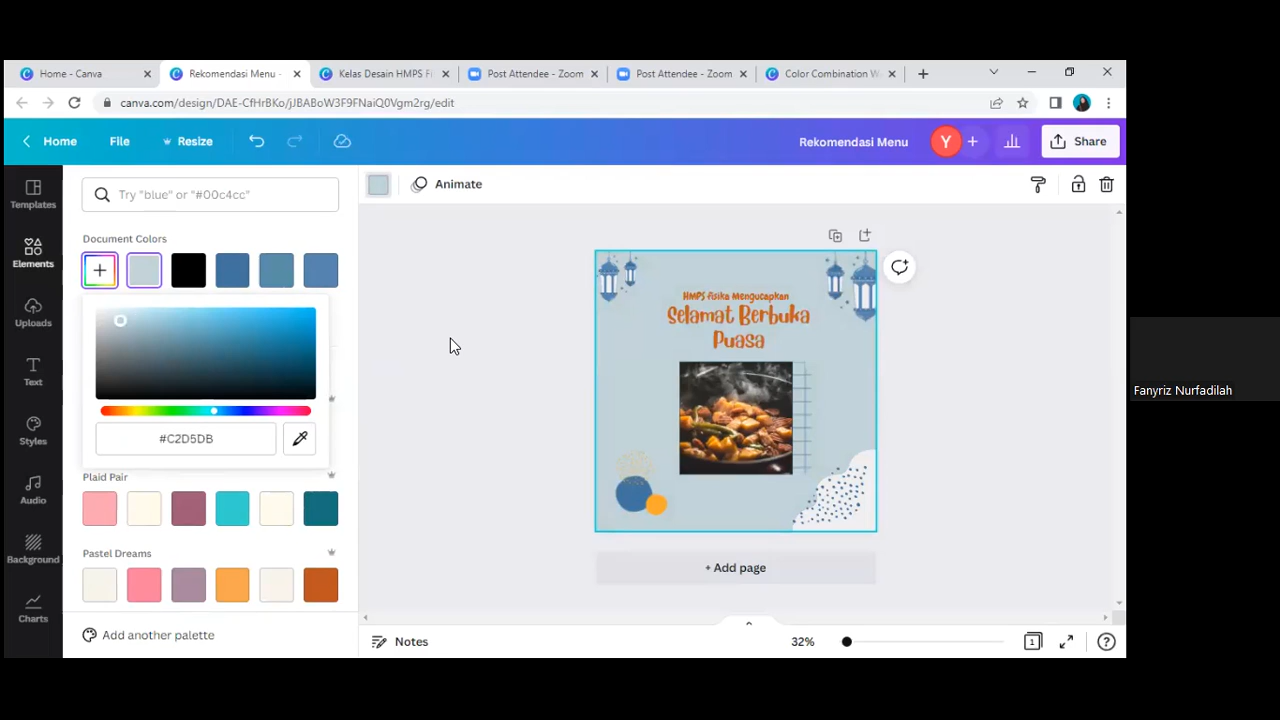 Home - Canva
Rekomendasi Menu -
Kelas Desain HMPS Fi
Post Attendee - Zoom
Post Attendee - Zoom
Color Combination W
canva.com/design/DAE-CfHrBKo/jJBABoW3F9FNaiQ0Vgm2rg/edit
Home
File
Resize
Rekomendasi Menu
Y
Share
Templates
Elements
Uploads
Text
Styles
Audio
Background
Charts
Try "blue" or "#00c4cc"
Document Colors
#C2D5DB
Plaid Pair
Pastel Dreams
Add another palette
Animate
HMPS Fisika Mengucapkan
Selamat Berbuka
Puasa
+ Add page
Notes
32%
1
Fanyriz Nurfadilah